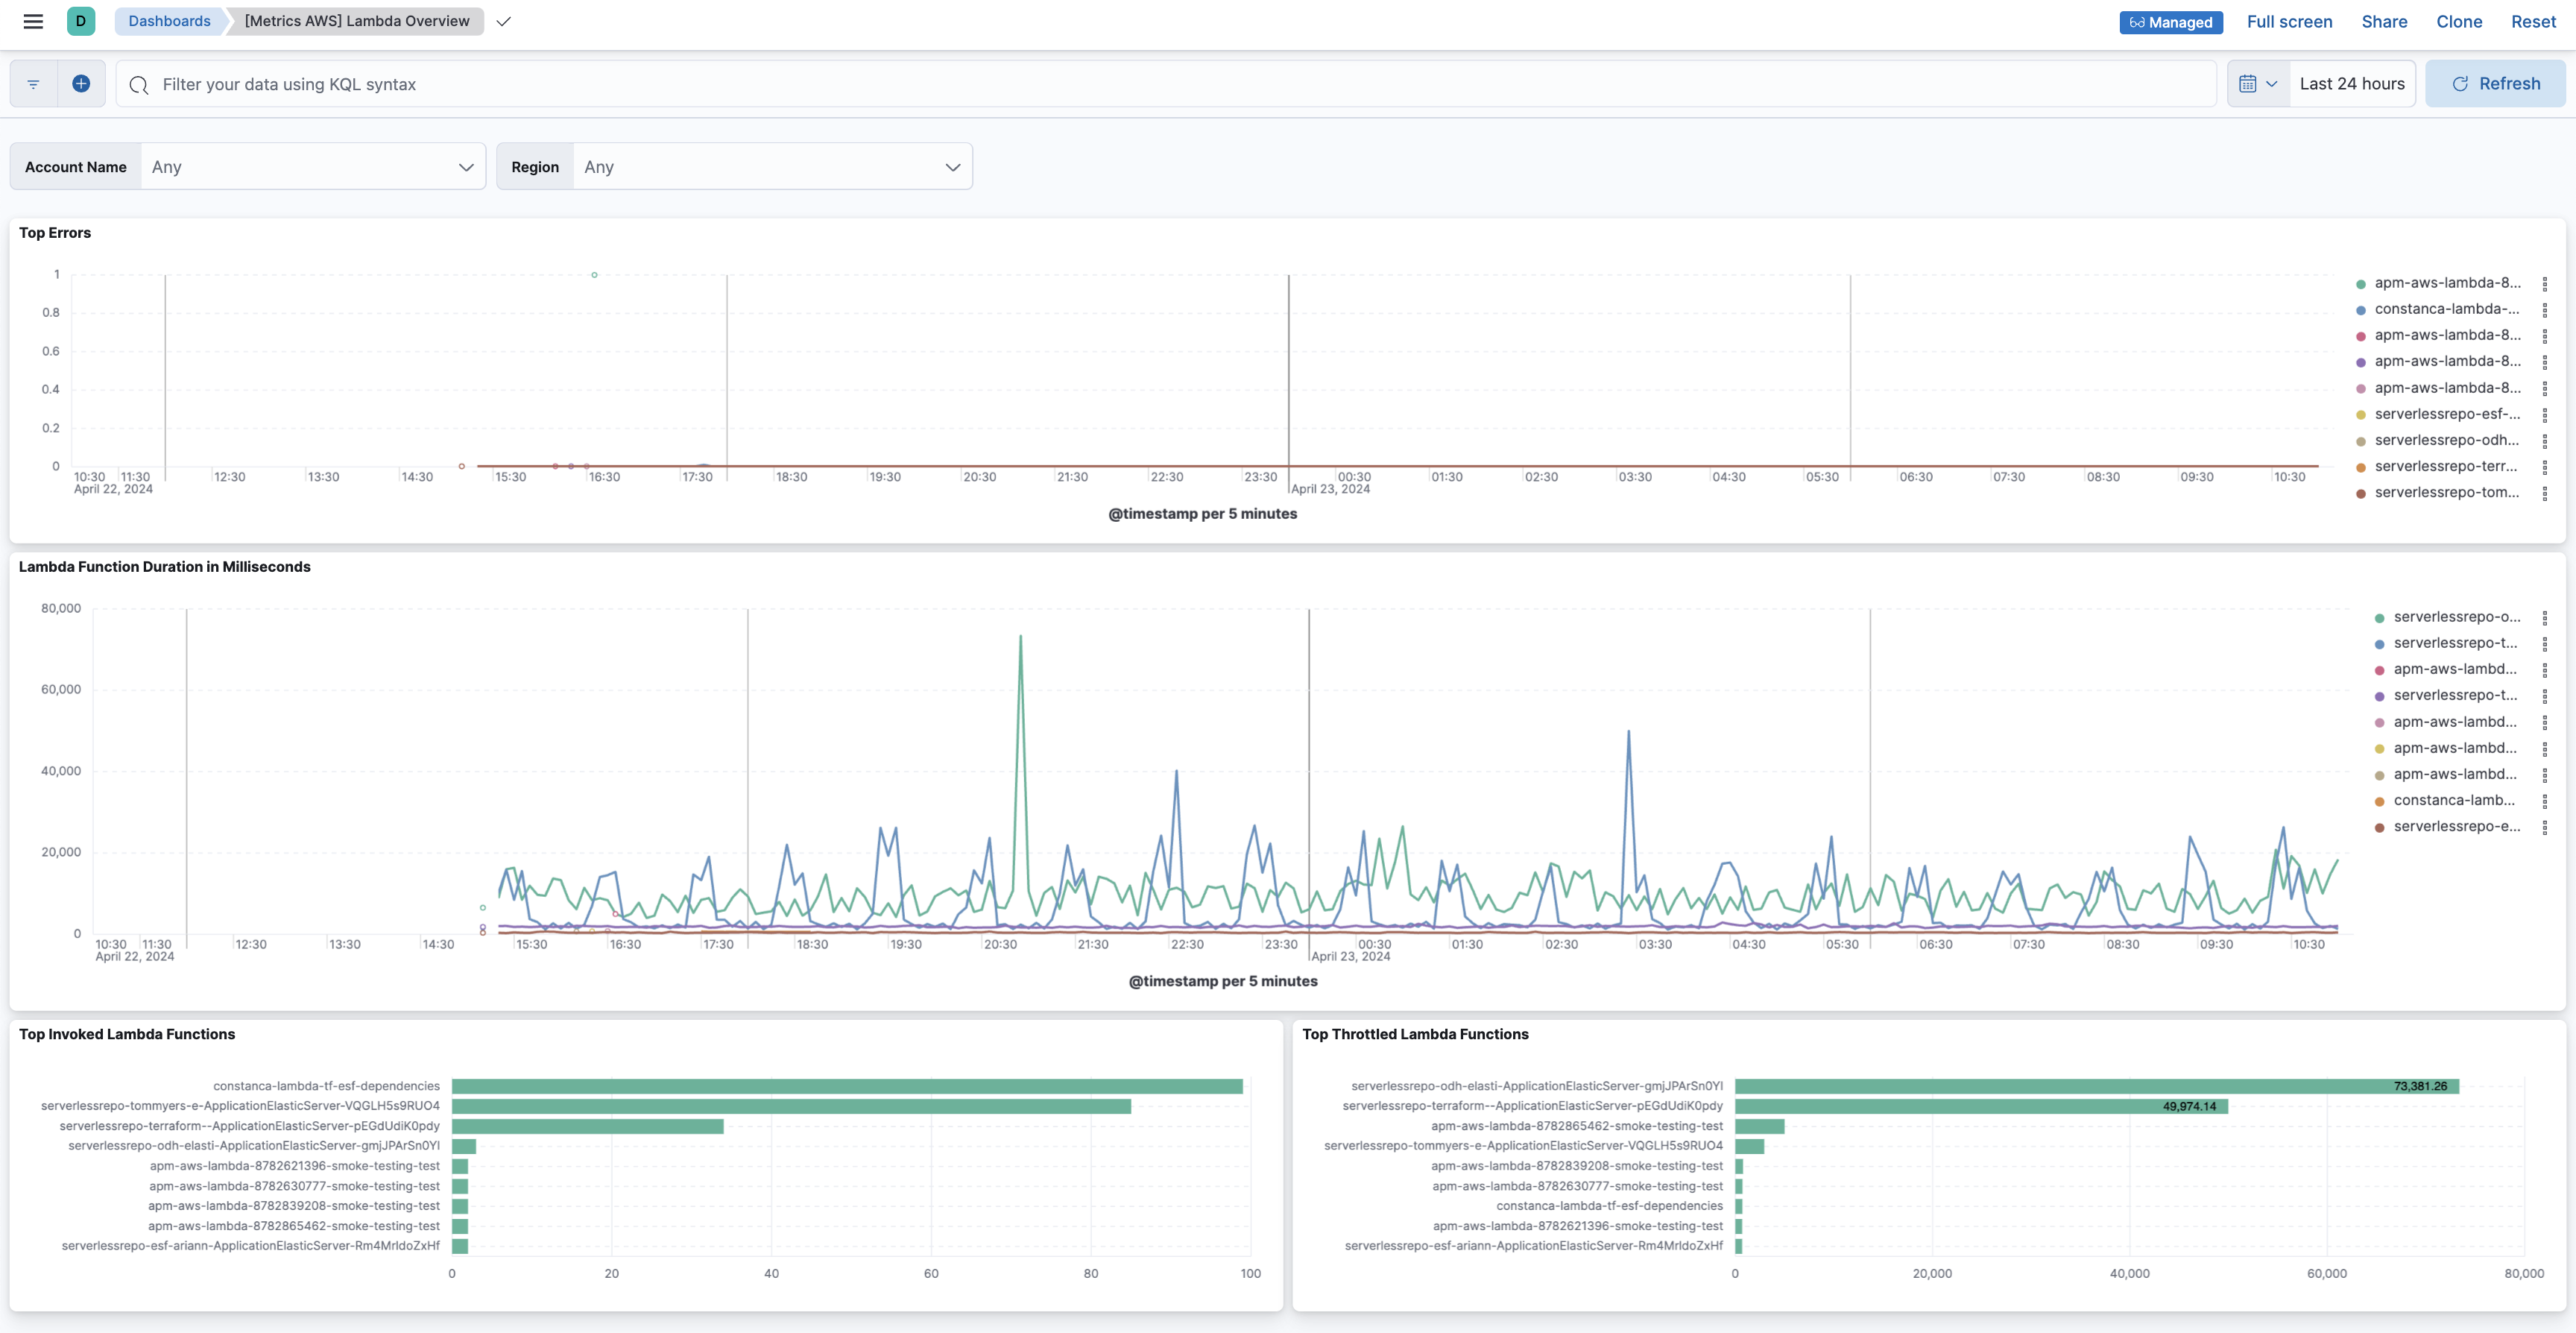 D Dashboards [Metrics AWS] Lambda Overview Managed Full screen Share Clone Reset
Filter your data using KQL syntax Last 24 hours Refresh
Account Name Any Region Any
Top Errors
1
0.8
0.6
0.4
0.2
0
10:30 11:30 12:30 13:30 14:30 15:30 16:30 17:30 18:30 19:30 20:30 21:30 22:30 23:30 00:30 01:30 02:30 03:30 04:30 05:30 06:30 07:30 08:30 09:30 10:30
April 22, 2024 April 23, 2024
@timestamp per 5 minutes
apm-aws-lambda-8...
constanca-lambda-...
apm-aws-lambda-8...
apm-aws-lambda-8...
apm-aws-lambda-8...
serverlessrepo-esf-...
serverlessrepo-odh...
serverlessrepo-terr...
serverlessrepo-tom...
Lambda Function Duration in Milliseconds
80,000
60,000
40,000
20,000
0
10:30 11:30 12:30 13:30 14:30 15:30 16:30 17:30 18:30 19:30 20:30 21:30 22:30 23:30 00:30 01:30 02:30 03:30 04:30 05:30 06:30 07:30 08:30 09:30 10:30
April 22, 2024 April 23, 2024
@timestamp per 5 minutes
serverlessrepo-o...
serverlessrepo-t...
apm-aws-lambd...
serverlessrepo-t...
apm-aws-lambd...
apm-aws-lambd...
apm-aws-lambd...
constanca-lamb...
serverlessrepo-e...
Top Invoked Lambda Functions
constanca-lambda-tf-esf-dependencies
serverlessrepo-tommyers-e-ApplicationElasticServer-VQGLH5s9RUO4
serverlessrepo-terraform--ApplicationElasticServer-pEGdUdiK0pdy
serverlessrepo-odh-elasti-ApplicationElasticServer-gmjJPArSn0YI
apm-aws-lambda-8782621396-smoke-testing-test
apm-aws-lambda-8782630777-smoke-testing-test
apm-aws-lambda-8782839208-smoke-testing-test
apm-aws-lambda-8782865462-smoke-testing-test
serverlessrepo-esf-ariann-ApplicationElasticServer-Rm4MrIdoZxHf
0 20 40 60 80 100
Top Throttled Lambda Functions
serverlessrepo-odh-elasti-ApplicationElasticServer-gmjJPArSn0YI 73,381.26
serverlessrepo-terraform--ApplicationElasticServer-pEGdUdiK0pdy 49,974.14
apm-aws-lambda-8782865462-smoke-testing-test
serverlessrepo-tommyers-e-ApplicationElasticServer-VQGLH5s9RUO4
apm-aws-lambda-8782839208-smoke-testing-test
apm-aws-lambda-8782630777-smoke-testing-test
constanca-lambda-tf-esf-dependencies
apm-aws-lambda-8782621396-smoke-testing-test
serverlessrepo-esf-ariann-ApplicationElasticServer-Rm4MrIdoZxHf
0 20,000 40,000 60,000 80,000